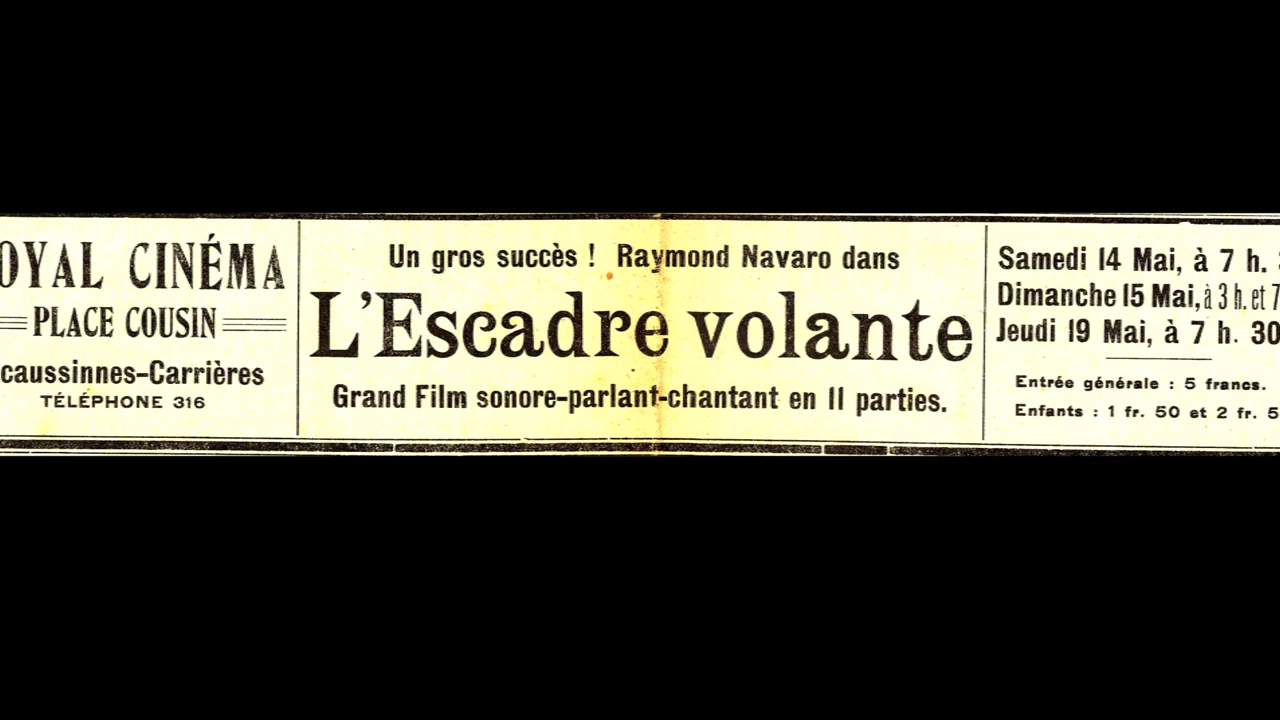 OYAL CINÉMA
PLACE COUSIN
caussinnes-Carrières
TÉLÉPHONE 316
Un gros succès ! Raymond Navaro dans
L'Escadre volante
Grand Film sonore-parlant-chantant en 11 parties.
Samedi 14 Mai, à 7 h.
Dimanche 15 Mai, à 3 h. et 7
Jeudi 19 Mai, à 7 h. 30
Entrée générale : 5 francs.
Enfants : 1 fr. 50 et 2 fr. 5